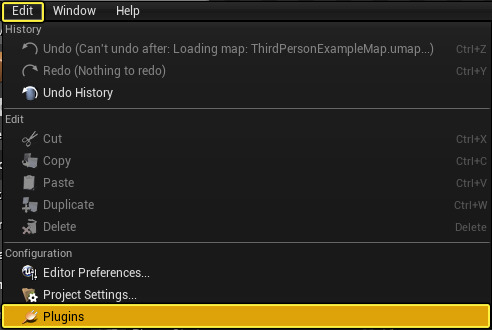 Edit Window Help
History
Undo (Can't undo after: Loading map: ThirdPersonExampleMap.umap...) Ctrl+Z
Redo (Nothing to redo) Ctrl+Y
Undo History
Edit
Cut Ctrl+X
Copy Ctrl+C
Paste Ctrl+V
Duplicate Ctrl+W
Delete Delete
Configuration
Editor Preferences...
Project Settings...
Plugins